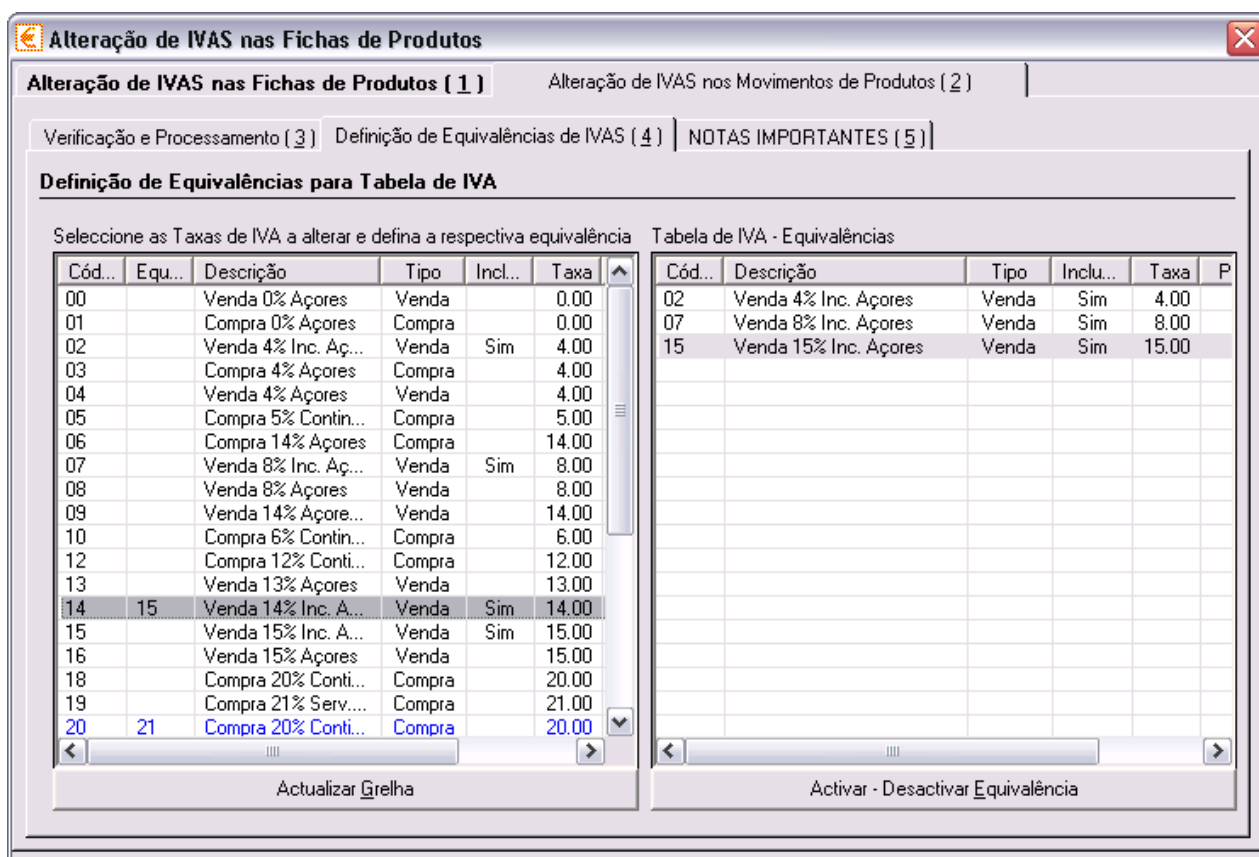 Alteração de IVAS nas Fichas de Produtos
Alteração de IVAS nas Fichas de Produtos ( 1 ) Alteração de IVAS nos Movimentos de Produtos ( 2 )
Verificação e Processamento ( 3 ) Definição de Equivalências de IVAS ( 4 ) NOTAS IMPORTANTES ( 5 )
Definição de Equivalências para Tabela de IVA
Seleccione as Taxas de IVA a alterar e defina a respectiva equivalência
Cód... Equ... Descrição Tipo Incl... Taxa
00 Venda 0% Açores Venda 0.00
01 Compra 0% Açores Compra 0.00
02 Venda 4% Inc. Aç... Venda Sim 4.00
03 Compra 4% Açores Compra 4.00
04 Venda 4% Açores Venda 4.00
05 Compra 5% Contin... Compra 5.00
06 Compra 14% Açores Compra 14.00
07 Venda 8% Inc. Aç... Venda Sim 8.00
08 Venda 8% Açores Venda 8.00
09 Venda 14% Açore... Venda 14.00
10 Compra 6% Contin... Compra 6.00
12 Compra 12% Conti... Compra 12.00
13 Venda 13% Açores Venda 13.00
14 15 Venda 14% Inc. A... Venda Sim 14.00
15 Venda 15% Inc. A... Venda Sim 15.00
16 Venda 15% Açores Venda 15.00
18 Compra 20% Conti... Compra 20.00
19 Compra 21% Serv.... Compra 21.00
20 21 Compra 20% Conti... Compra 20.00
Actualizar Grelha
Tabela de IVA - Equivalências
Cód... Descrição Tipo Inclu... Taxa P
02 Venda 4% Inc. Açores Venda Sim 4.00
07 Venda 8% Inc. Açores Venda Sim 8.00
15 Venda 15% Inc. Açores Venda Sim 15.00
Activar - Desactivar Equivalência